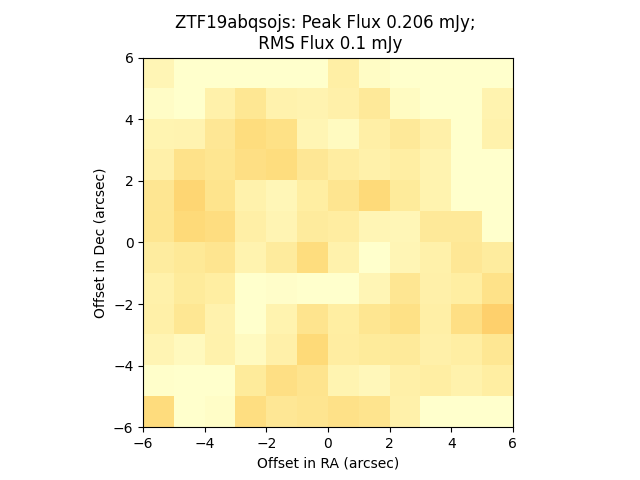 ZTF19abqsojs: Peak Flux 0.206 mJy;
RMS Flux 0.1 mJy
6
4
2
0
−2
−4
−6
Offset in Dec (arcsec)
−6 −4 −2 0 2 4 6
Offset in RA (arcsec)